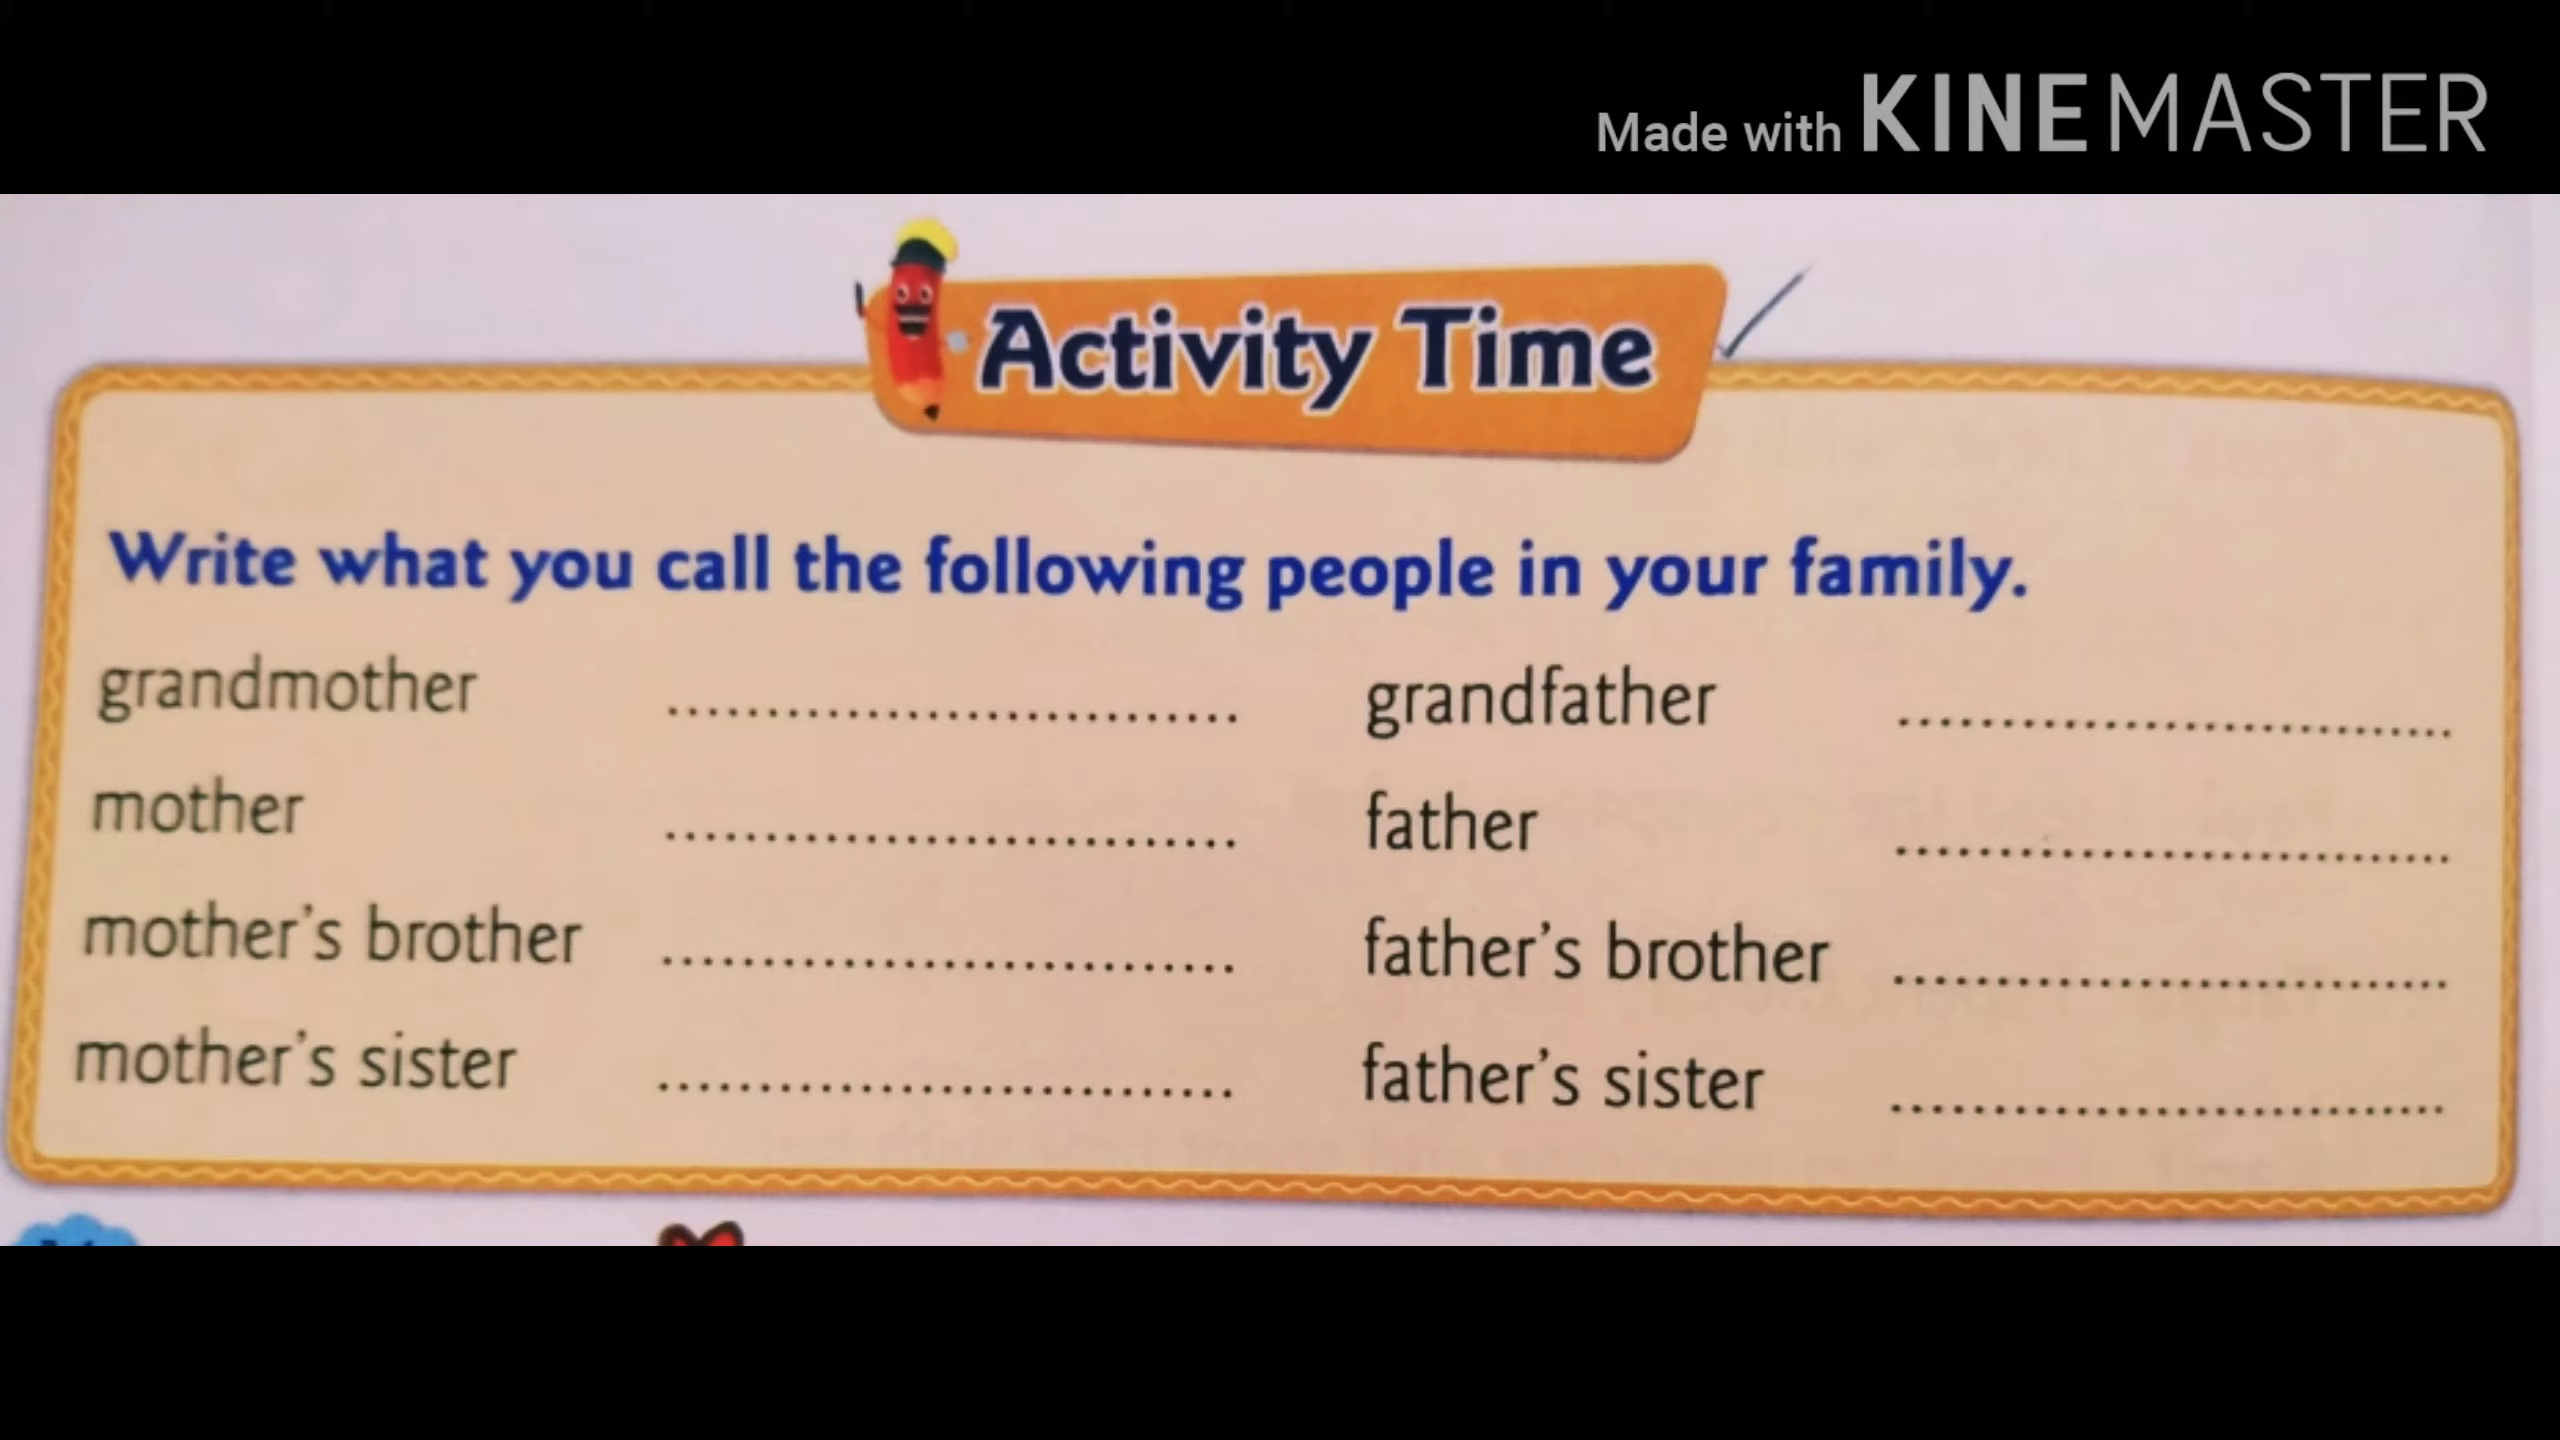 Made with KINEMASTER
Activity Time
Write what you call the following people in your family.
grandmother ............................ grandfather ............................
mother ............................ father ............................
mother's brother ............................ father's brother ............................
mother's sister ............................ father's sister ............................